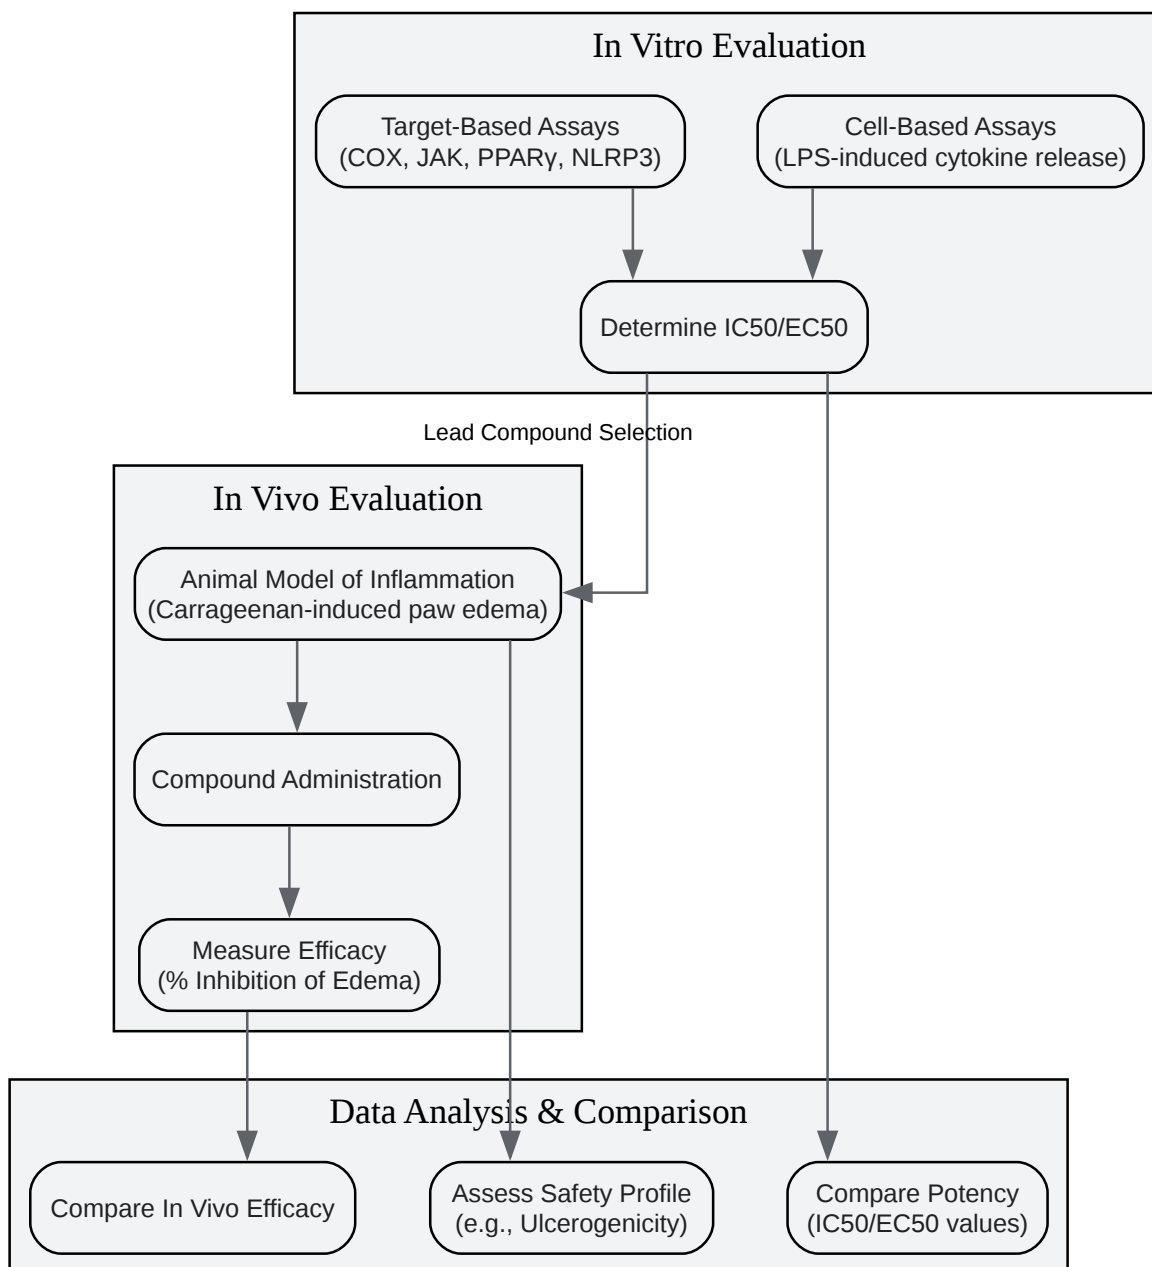 In Vitro Evaluation
Target-Based Assays
(COX, JAK, PPARγ, NLRP3)
Cell-Based Assays
(LPS-induced cytokine release)
Determine IC50/EC50
Lead Compound Selection
In Vivo Evaluation
Animal Model of Inflammation
(Carrageenan-induced paw edema)
Compound Administration
Measure Efficacy
(% Inhibition of Edema)
Data Analysis & Comparison
Compare In Vivo Efficacy
Assess Safety Profile
(e.g., Ulcerogenicity)
Compare Potency
(IC50/EC50 values)